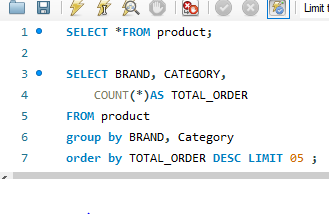 Limit t
1 SELECT *FROM product;
2
3 SELECT BRAND, CATEGORY,
4 COUNT(*)AS TOTAL_ORDER
5 FROM product
6 group by BRAND, Category
7 order by TOTAL_ORDER DESC LIMIT 05 ;